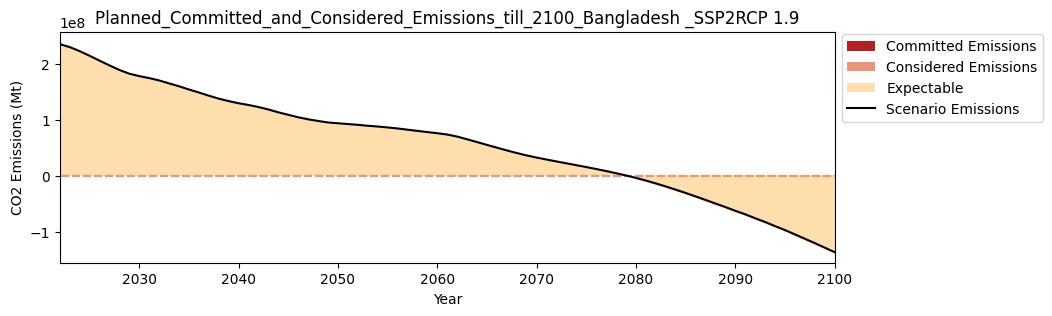 Planned_Committed_and_Considered_Emissions_till_2100_Bangladesh _SSP2RCP 1.9
1e8
2
1
0
−1
CO2 Emissions (Mt)
2030 2040 2050 2060 2070 2080 2090 2100
Year
Committed Emissions
Considered Emissions
Expectable
Scenario Emissions